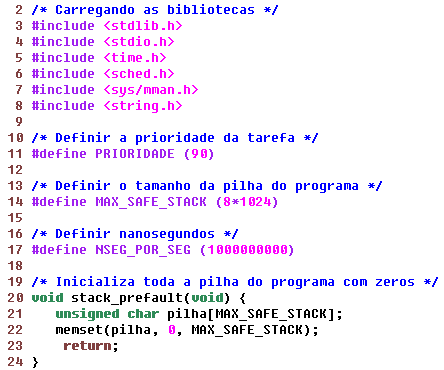 2 /* Carregando as bibliotecas */
3 #include <stdlib.h>
4 #include <stdio.h>
5 #include <time.h>
6 #include <sched.h>
7 #include <sys/mman.h>
8 #include <string.h>
9
10 /* Definir a prioridade da tarefa */
11 #define PRIORIDADE (90)
12
13 /* Definir o tamanho da pilha do programa */
14 #define MAX_SAFE_STACK (8*1024)
15
16 /* Definir nanosegundos */
17 #define NSEG_POR_SEG (1000000000)
18
19 /* Inicializa toda a pilha do programa com zeros */
20 void stack_prefault(void) {
21    unsigned char pilha[MAX_SAFE_STACK];
22    memset(pilha, 0, MAX_SAFE_STACK);
23     return;
24 }